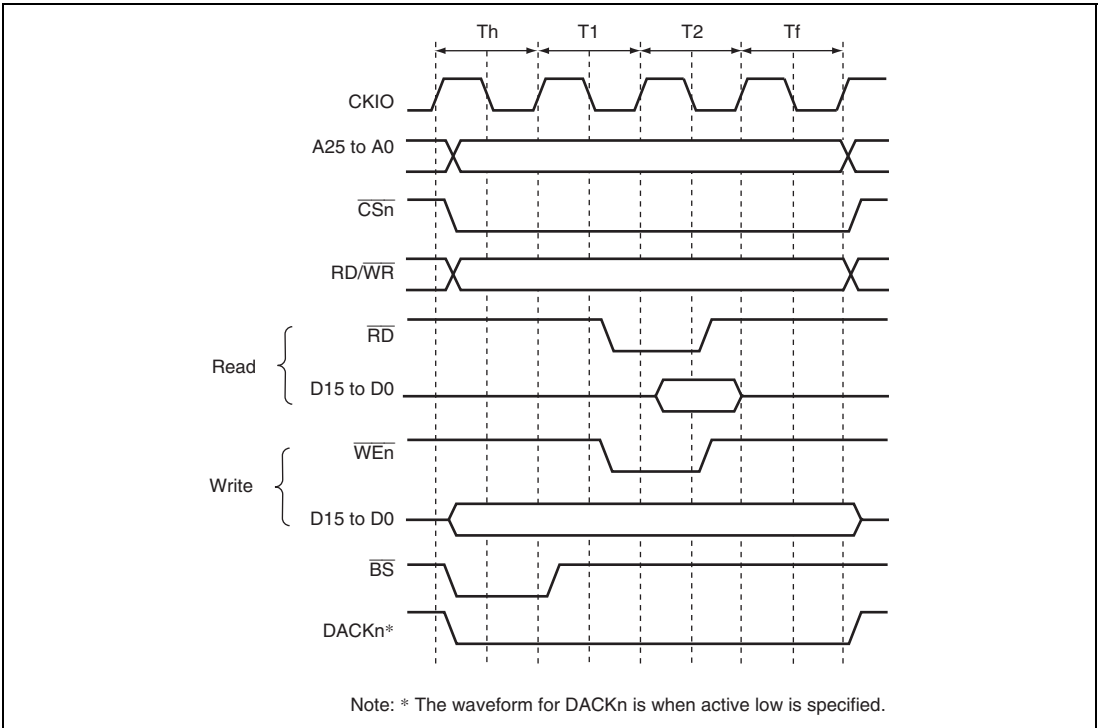 Th T1 T2 Tf
CKIO
A25 to A0
CSn
RD/WR
Read
RD
D15 to D0
Write
WEn
D15 to D0
BS
DACKn*
Note: * The waveform for DACKn is when active low is specified.